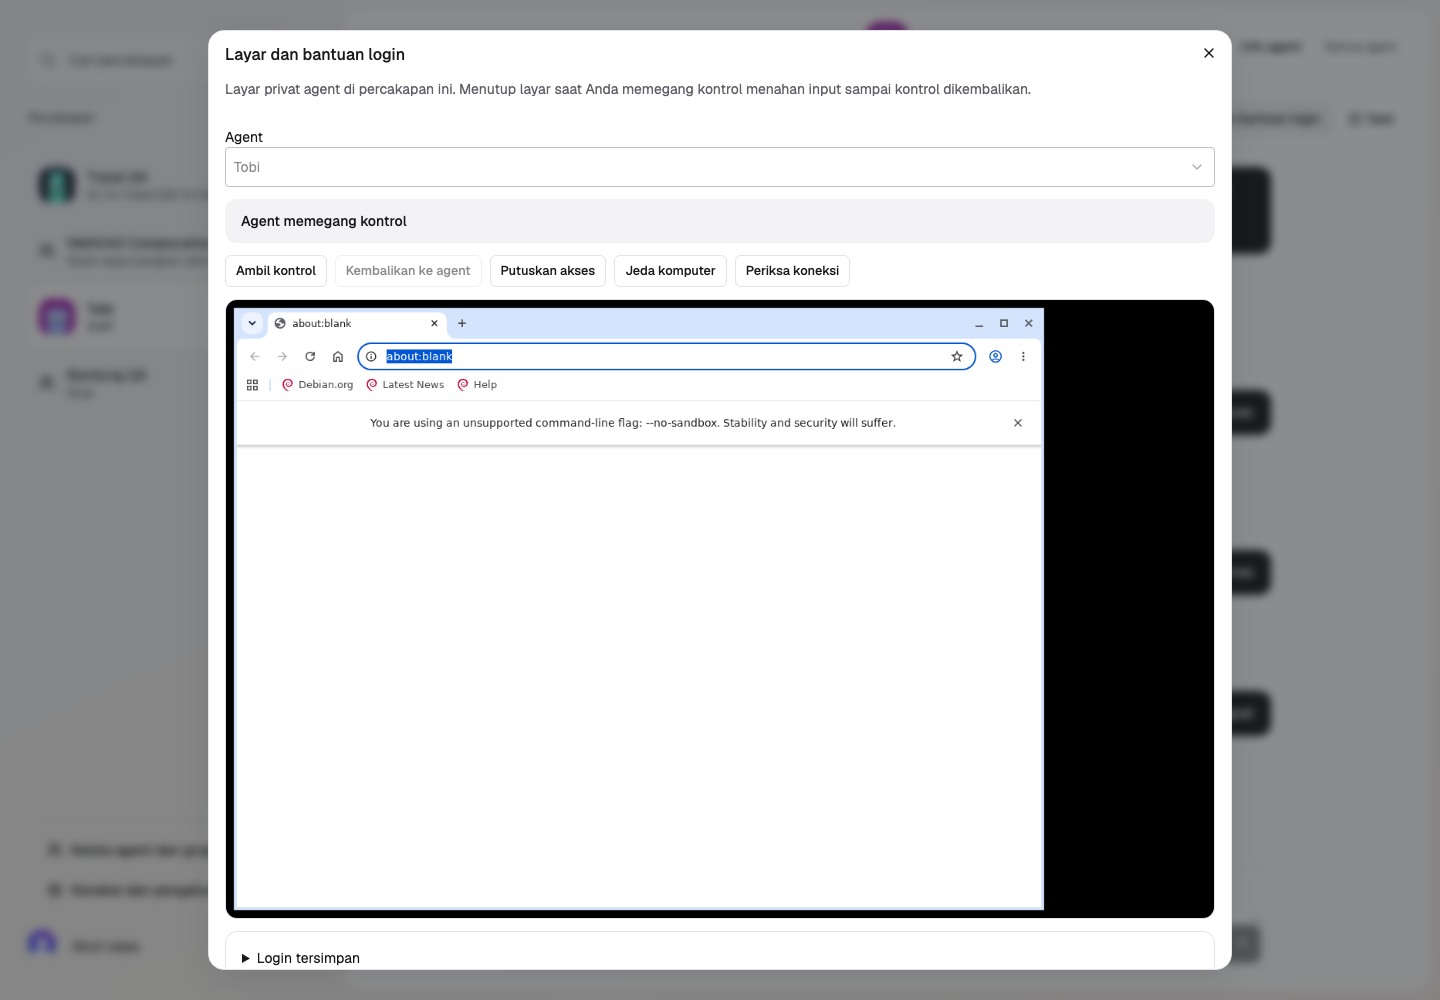 Layar dan bantuan login
Layar privat agent di percakapan ini. Menutup layar saat Anda memegang kontrol menahan input sampai kontrol dikembalikan.
Agent
Tobi
Agent memegang kontrol
Ambil kontrol
Kembalikan ke agent
Putuskan akses
Jeda komputer
Periksa koneksi
about:blank
about:blank
Debian.org
Latest News
Help
You are using an unsupported command-line flag: --no-sandbox. Stability and security will suffer.
Login tersimpan